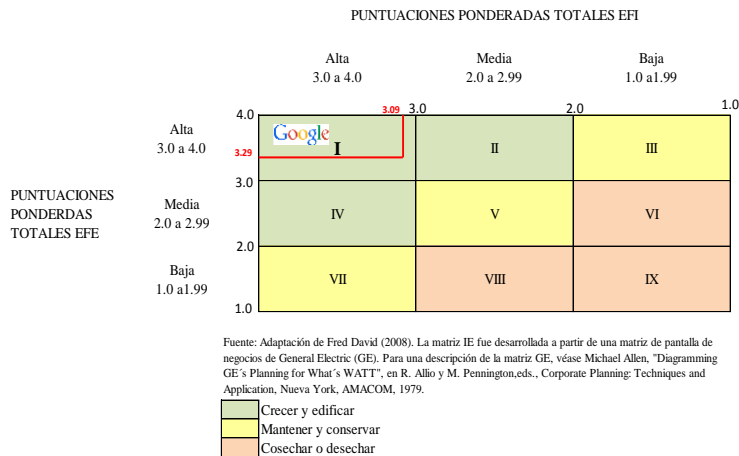 PUNTUACIONES PONDERADAS TOTALES EFI
Alta
3.0 a 4.0
Media
2.0 a 2.99
Baja
1.0 a1.99
4.0
3.09
3.0
2.0
1.0
Alta
3.0 a 4.0
Google
I
II
III
3.29
3.0
PUNTUACIONES
PONDERDAS
TOTALES EFE
Media
2.0 a 2.99
IV
V
VI
2.0
Baja
1.0 a1.99
VII
VIII
IX
1.0
Fuente: Adaptación de Fred David (2008). La matriz IE fue desarrollada a partir de una matriz de pantalla de
negocios de General Electric (GE). Para una descripción de la matriz GE, véase Michael Allen, "Diagramming
GE´s Planning for What´s WATT", en R. Allio y M. Pennington,eds., Corporate Planning: Techniques and
Application, Nueva York, AMACOM, 1979.
Crecer y edificar
Mantener y conservar
Cosechar o desechar